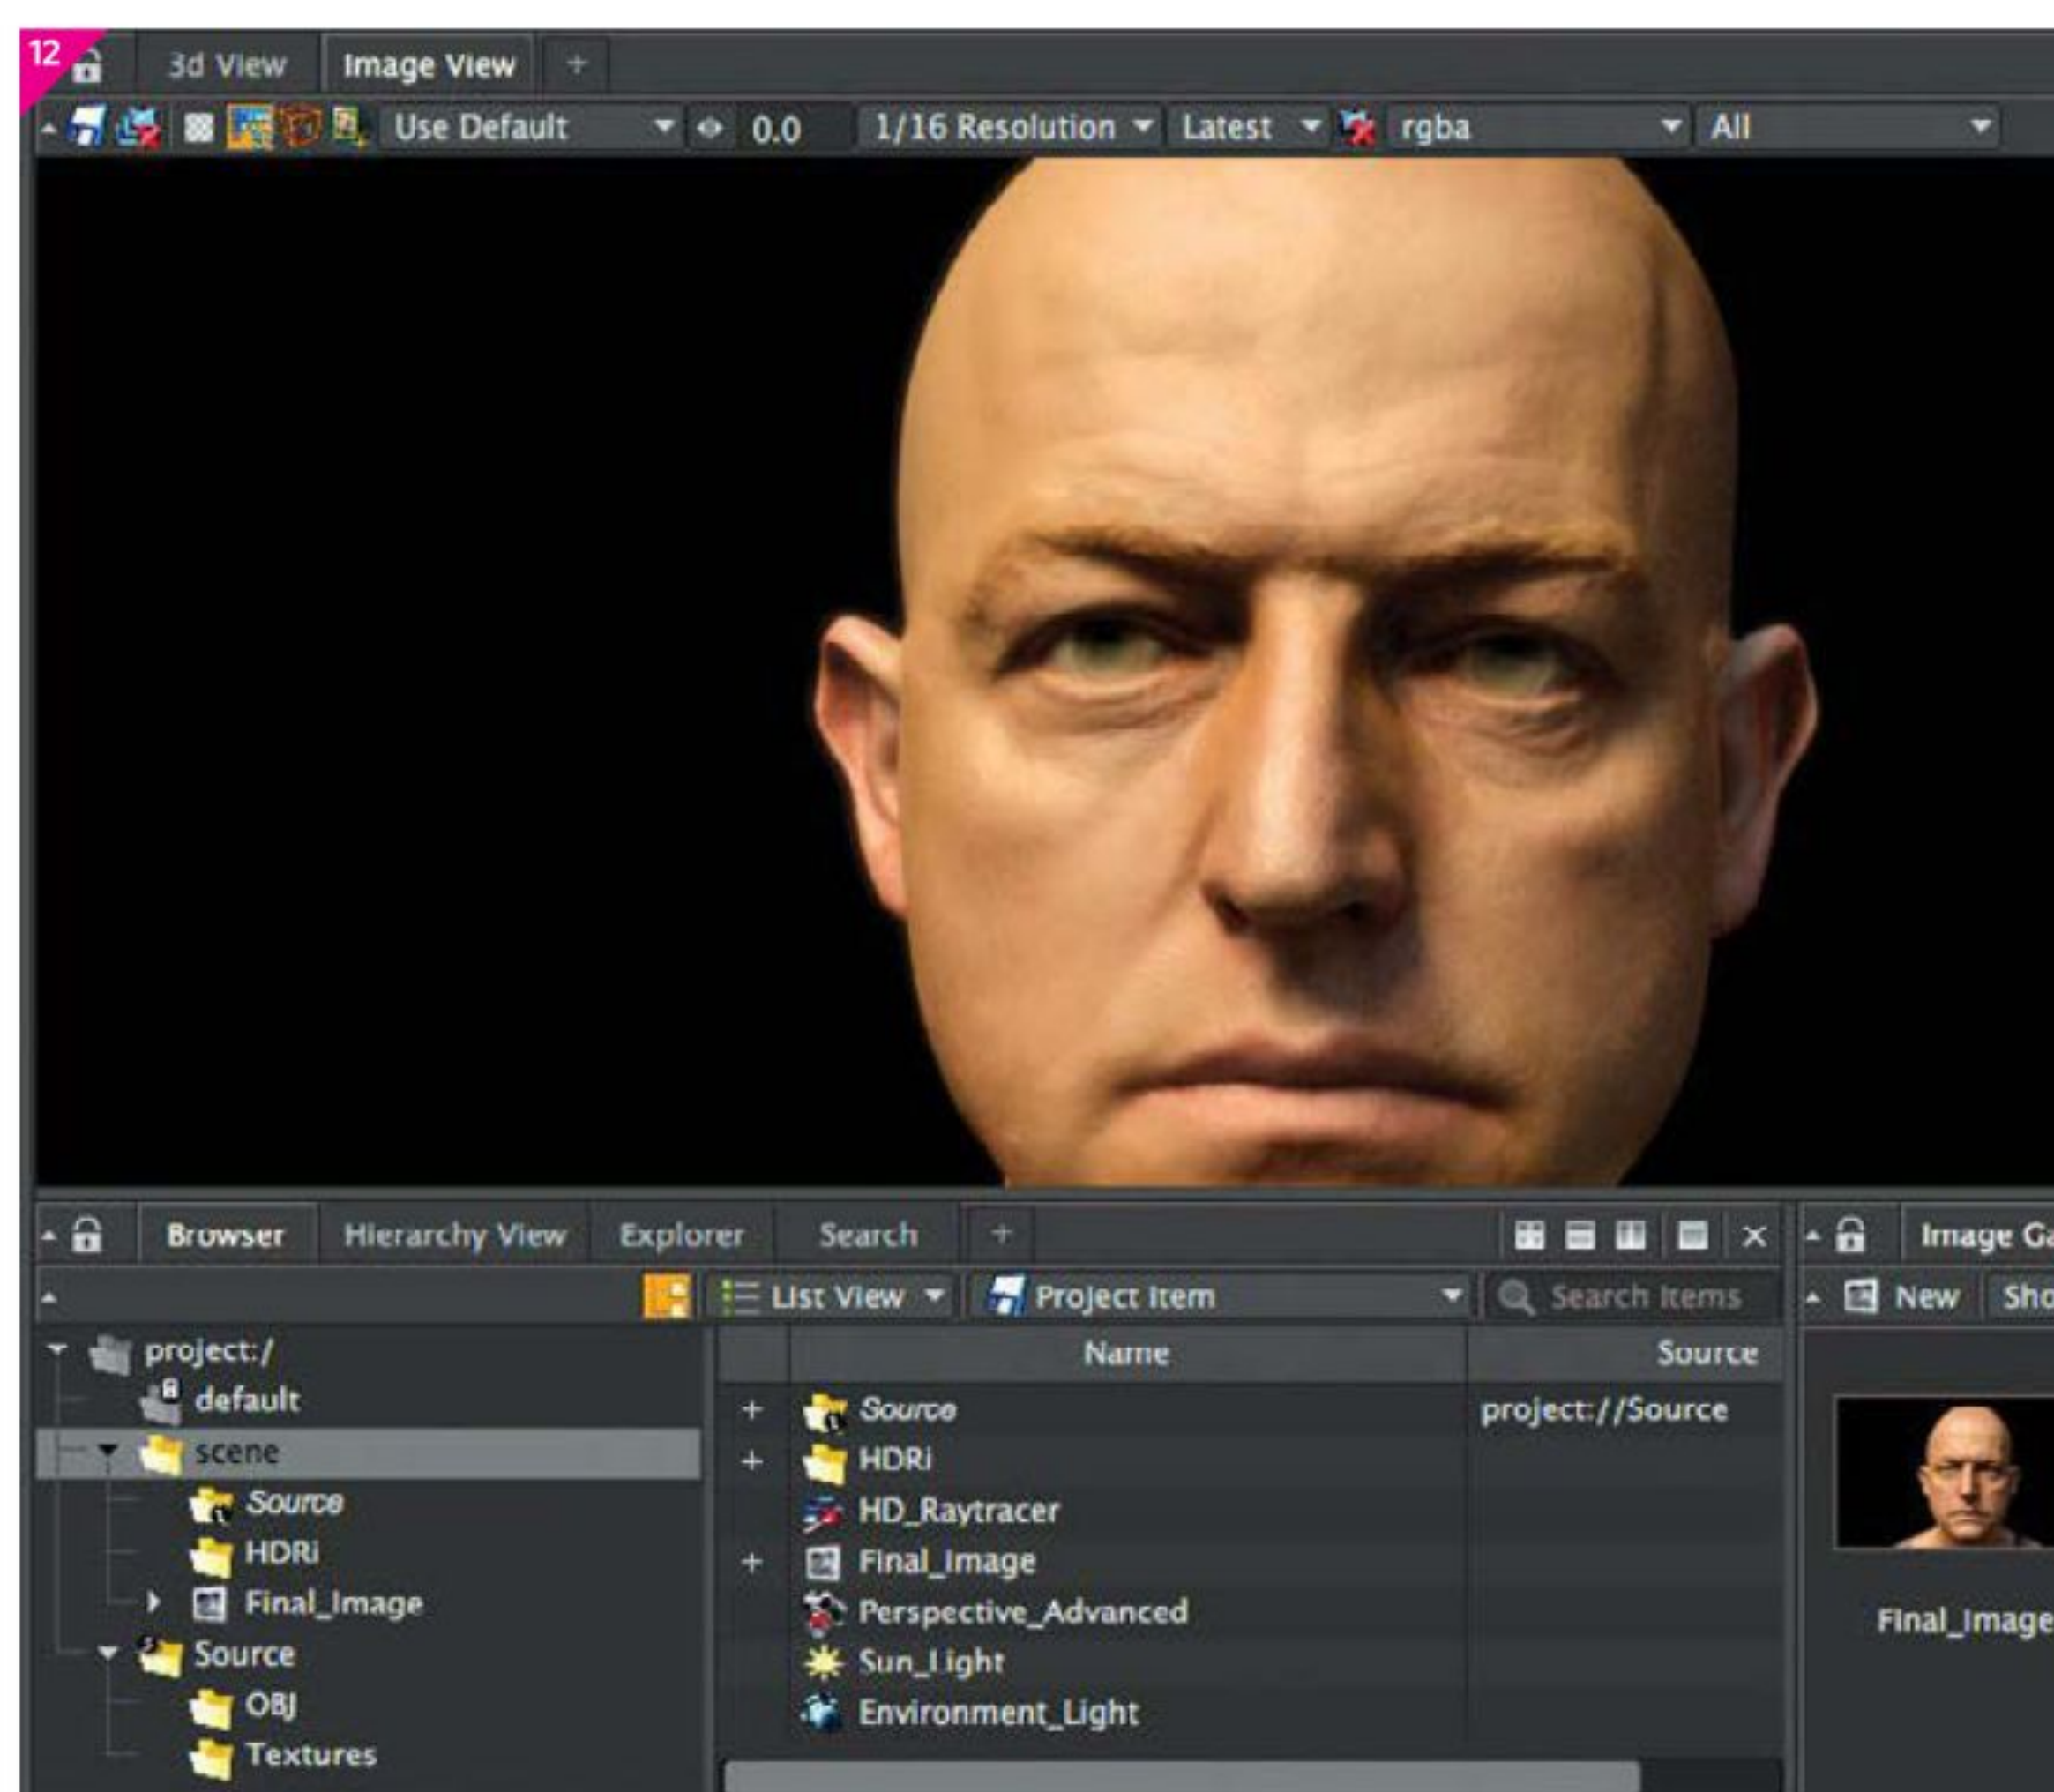 12
3d View Image View +
Use Default 0.0 1/16 Resolution Latest rgba All
Browser Hierarchy View Explorer Search +
Image Ga
List View Project Item Search Items
New Sho
project:/
default
scene
Source
HDRi
Final_Image
Source
OBJ
Textures
Name Source
+ Source project://Source
+ HDRi
HD_Raytracer
+ Final_Image
Perspective_Advanced
Sun_Light
Environment_Light
Final_Image